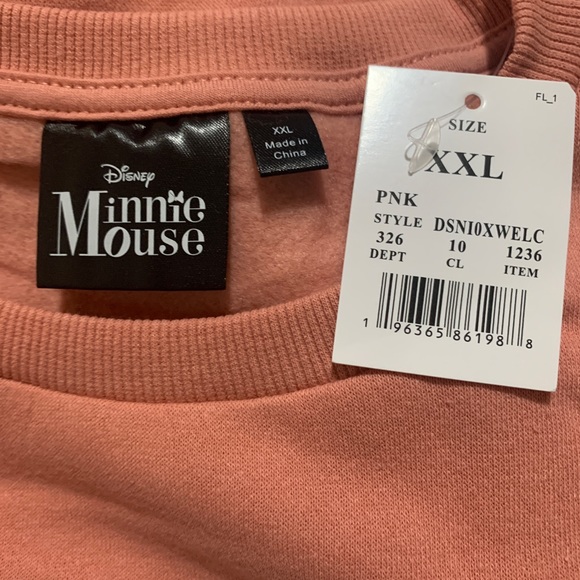 Disney
Minnie
Mouse
XXL
Made in
China
FL_1
SIZE
XXL
PNK
STYLE DSNI0XWELC
326 10 1236
DEPT CL ITEM
1 96365 86198 8